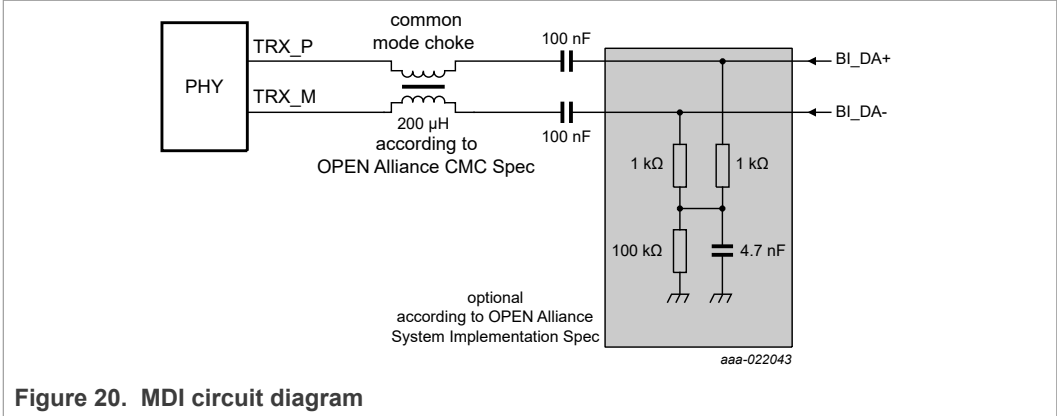 common
mode choke
100 nF
TRX_P
BI_DA+
PHY
TRX_M
BI_DA-
200 µH
100 nF
according to
OPEN Alliance CMC Spec
1 kΩ
1 kΩ
100 kΩ
4.7 nF
optional
according to OPEN Alliance
System Implementation Spec
aaa-022043
Figure 20. MDI circuit diagram